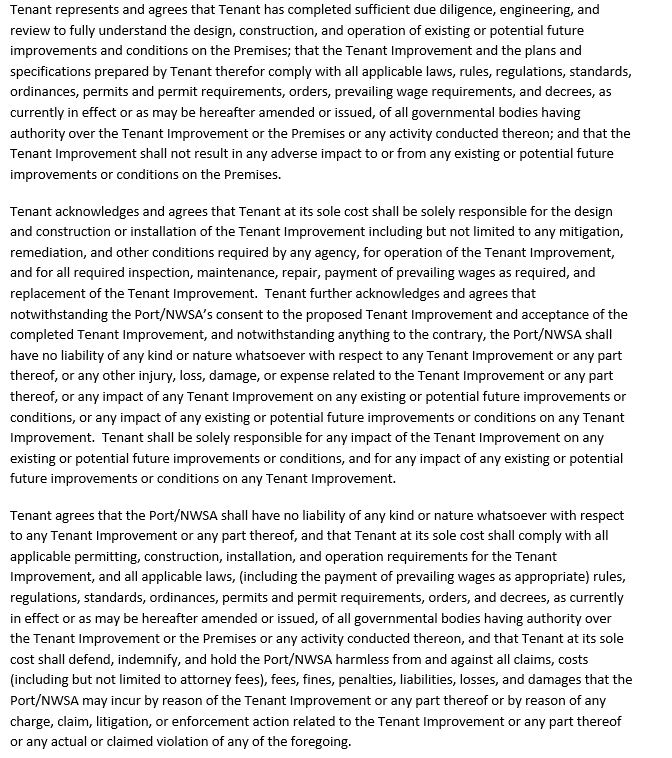 Tenant represents and agrees that Tenant has completed sufficient due diligence, engineering, and
review to fully understand the design, construction, and operation of existing or potential future
improvements and conditions on the Premises; that the Tenant Improvement and the plans and
specifications prepared by Tenant therefor comply with all applicable laws, rules, regulations, standards,
ordinances, permits and permit requirements, orders, prevailing wage requirements, and decrees, as
currently in effect or as may be hereafter amended or issued, of all governmental bodies having
authority over the Tenant Improvement or the Premises or any activity conducted thereon; and that the
Tenant Improvement shall not result in any adverse impact to or from any existing or potential future
improvements or conditions on the Premises.
Tenant acknowledges and agrees that Tenant at its sole cost shall be solely responsible for the design
and construction or installation of the Tenant Improvement including but not limited to any mitigation,
remediation, and other conditions required by any agency, for operation of the Tenant Improvement,
and for all required inspection, maintenance, repair, payment of prevailing wages as required, and
replacement of the Tenant Improvement.  Tenant further acknowledges and agrees that
notwithstanding the Port/NWSA's consent to the proposed Tenant Improvement and acceptance of the
completed Tenant Improvement, and notwithstanding anything to the contrary, the Port/NWSA shall
have no liability of any kind or nature whatsoever with respect to any Tenant Improvement or any part
thereof, or any other injury, loss, damage, or expense related to the Tenant Improvement or any part
thereof, or any impact of any Tenant Improvement on any existing or potential future improvements or
conditions, or any impact of any existing or potential future improvements or conditions on any Tenant
Improvement.  Tenant shall be solely responsible for any impact of the Tenant Improvement on any
existing or potential future improvements or conditions, and for any impact of any existing or potential
future improvements or conditions on any Tenant Improvement.
Tenant agrees that the Port/NWSA shall have no liability of any kind or nature whatsoever with respect
to any Tenant Improvement or any part thereof, and that Tenant at its sole cost shall comply with all
applicable permitting, construction, installation, and operation requirements for the Tenant
Improvement, and all applicable laws, (including the payment of prevailing wages as appropriate) rules,
regulations, standards, ordinances, permits and permit requirements, orders, and decrees, as currently
in effect or as may be hereafter amended or issued, of all governmental bodies having authority over
the Tenant Improvement or the Premises or any activity conducted thereon, and that Tenant at its sole
cost shall defend, indemnify, and hold the Port/NWSA harmless from and against all claims, costs
(including but not limited to attorney fees), fees, fines, penalties, liabilities, losses, and damages that the
Port/NWSA may incur by reason of the Tenant Improvement or any part thereof or by reason of any
charge, claim, litigation, or enforcement action related to the Tenant Improvement or any part thereof
or any actual or claimed violation of any of the foregoing.